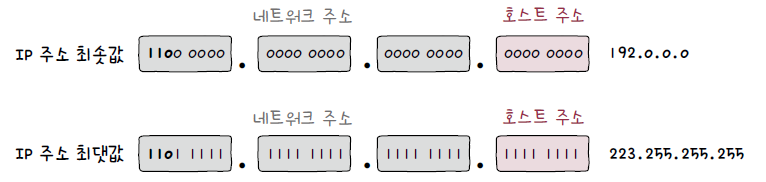 네트워크 주소 호스트 주소
IP 주소 최솟값 1100 0000 . 0000 0000 . 0000 0000 . 0000 0000 192.0.0.0
네트워크 주소 호스트 주소
IP 주소 최댓값 1101 1111 . 1111 1111 . 1111 1111 . 1111 1111 223.255.255.255